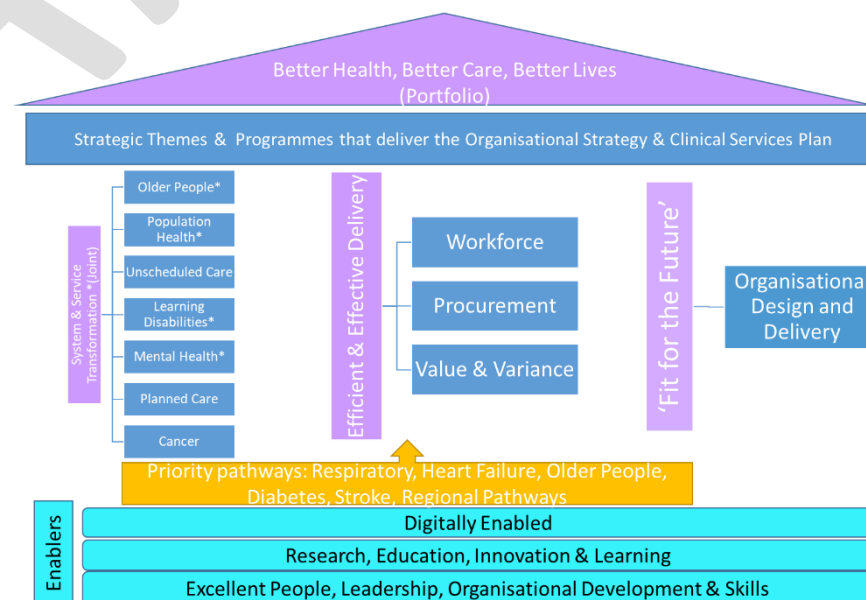 Better Health, Better Care, Better Lives
(Portfolio)
Strategic Themes & Programmes that deliver the Organisational Strategy & Clinical Services Plan
System & Service
Transformation *(Joint)
Older People*
Population
Health*
Unscheduled Care
Learning
Disabilities*
Mental Health*
Planned Care
Cancer
Efficient & Effective Delivery
Workforce
Procurement
Value & Variance
‘Fit for the Future’
Organisationa
Design and
Delivery
Priority pathways: Respiratory, Heart Failure, Older People,
Diabetes, Stroke, Regional Pathways
Enablers
Digitally Enabled
Research, Education, Innovation & Learning
Excellent People, Leadership, Organisational Development & Skills